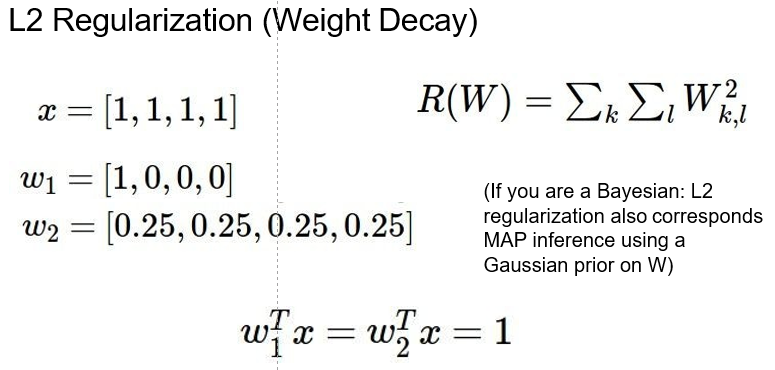 L2 Regularization (Weight Decay)
x = [1, 1, 1, 1]
R(W) = ∑_k ∑_l W_{k,l}^2
w_1 = [1, 0, 0, 0]
w_2 = [0.25, 0.25, 0.25, 0.25]
(If you are a Bayesian: L2
regularization also corresponds
MAP inference using a
Gaussian prior on W)
w_1^T x = w_2^T x = 1